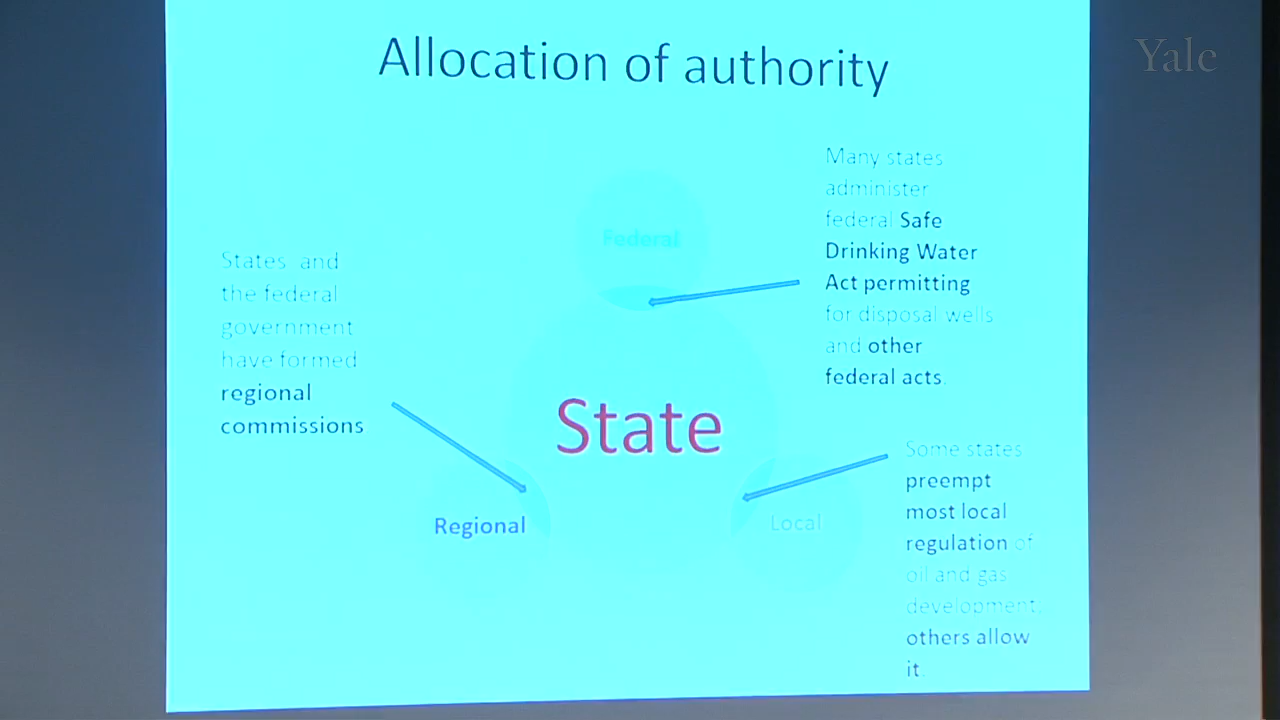 Yale
Allocation of authority
States and
the federal
government
have formed
regional
commissions
Federal
State
Regional
Local
Many states
administer
federal Safe
Drinking Water
Act permitting
for disposal wells
and other
federal acts.
Some states
preempt
most local
regulation of
oil and gas
development;
others allow
it.